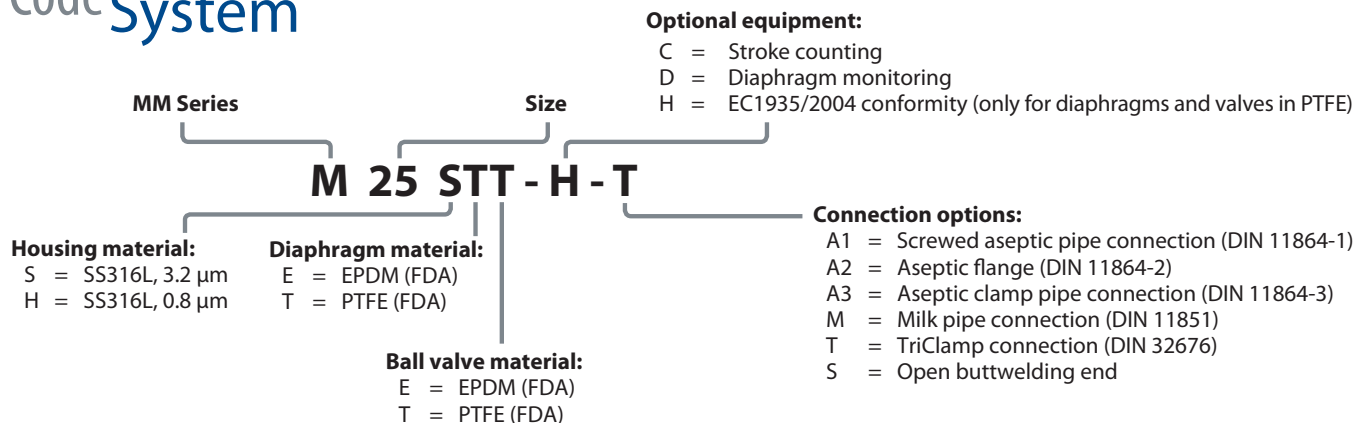 Code System
Optional equipment:
C = Stroke counting
D = Diaphragm monitoring
H = EC1935/2004 conformity (only for diaphragms and valves in PTFE)
MM Series
Size
M 25 STT - H - T
Housing material:
S = SS316L, 3.2 µm
H = SS316L, 0.8 µm
Diaphragm material:
E = EPDM (FDA)
T = PTFE (FDA)
Ball valve material:
E = EPDM (FDA)
T = PTFE (FDA)
Connection options:
A1 = Screwed aseptic pipe connection (DIN 11864-1)
A2 = Aseptic flange (DIN 11864-2)
A3 = Aseptic clamp pipe connection (DIN 11864-3)
M = Milk pipe connection (DIN 11851)
T = TriClamp connection (DIN 32676)
S = Open buttwelding end